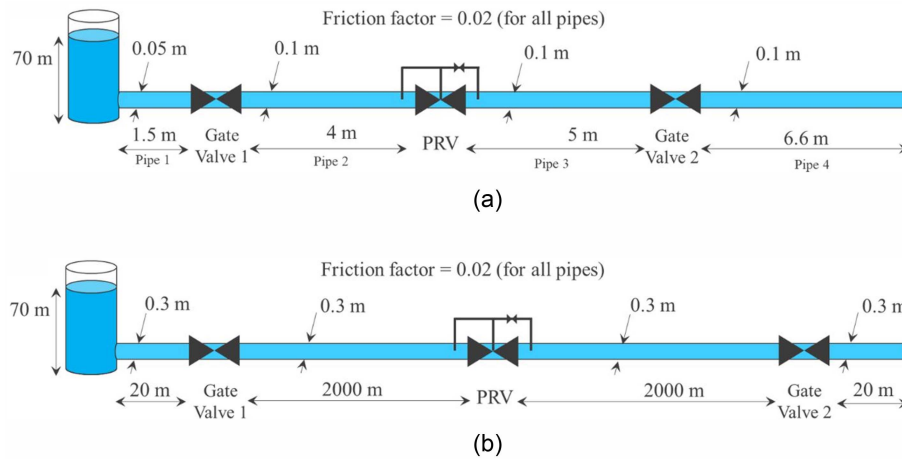 Friction factor = 0.02 (for all pipes)
70 m
0.05 m
0.1 m
0.1 m
0.1 m
1.5 m
Pipe 1
Gate
Valve 1
4 m
Pipe 2
PRV
5 m
Pipe 3
Gate
Valve 2
6.6 m
Pipe 4
(a)
Friction factor = 0.02 (for all pipes)
70 m
0.3 m
0.3 m
0.3 m
0.3 m
20 m
Gate
Valve 1
2000 m
PRV
2000 m
Gate
Valve 2
20 m
(b)